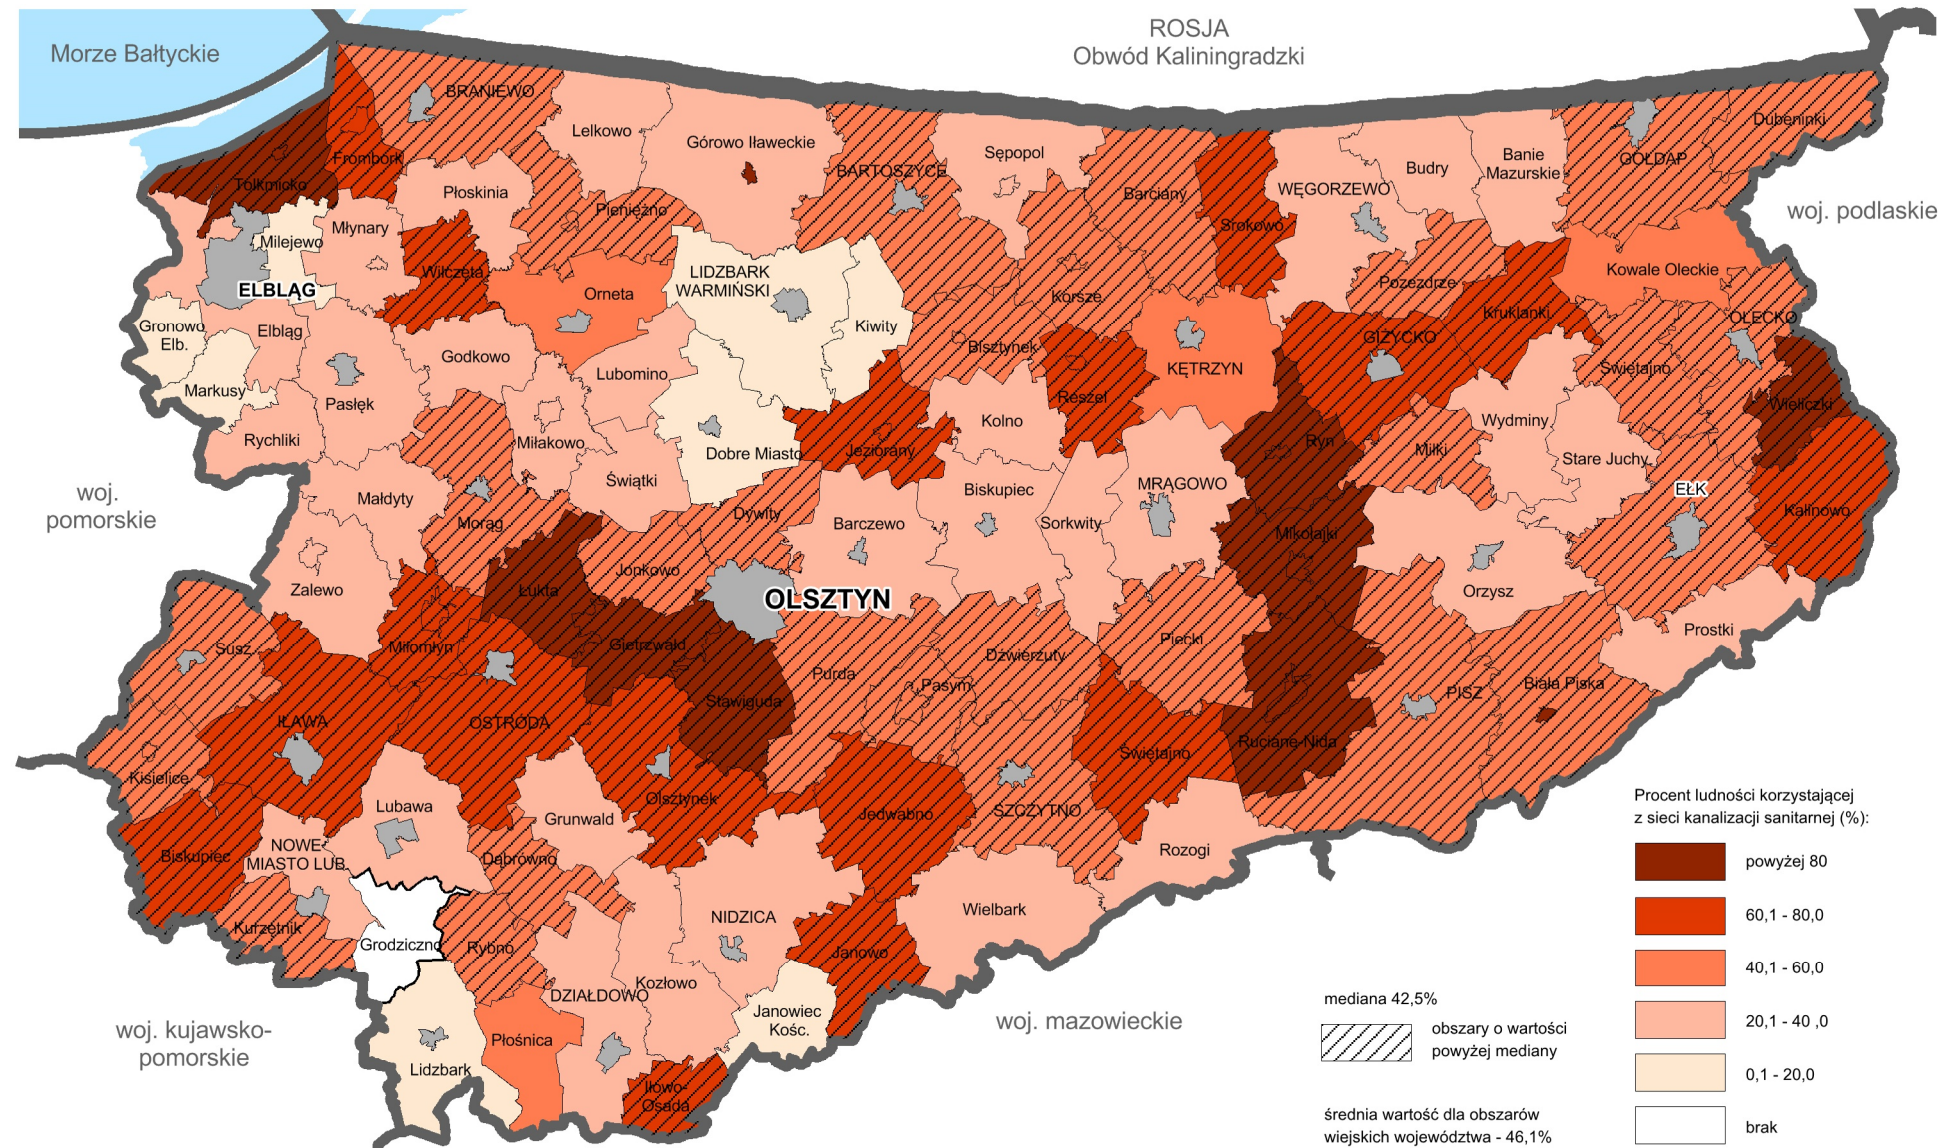 Morze Bałtyckie
ROSJA
Obwód Kaliningradzki
woj. podlaskie
woj.
pomorskie
woj. kujawsko-
pomorskie
woj. mazowieckie
BRANIEWO
Lelkowo
Górowo Iławeckie
Frombork
Tolkmicko
Płoskinia
Pieniężno
BARTOSZYCE
Sępopol
Barciany
Srokowo
WĘGORZEWO
Budry
Banie
Mazurskie
GOŁDAP
Dubeninki
Milejewo
Młynary
Wilczęta
ELBLĄG
Orneta
LIDZBARK
WARMIŃSKI
Kiwity
Korsze
Pozezdrze
Kruklanki
Kowale Oleckie
OLECKO
Gronowo
Elb.
Elbląg
Markusy
Pasłęk
Godkowo
Lubomino
Bisztynek
Reszel
KĘTRZYN
GIŻYCKO
Świętajno
Wieliczki
Rychliki
Miłakowo
Świątki
Dobre Miasto
Jeziorany
Kolno
Ryn
Miłki
Wydminy
Stare Juchy
EŁK
Kalinowo
Małdyty
Morąg
Dywity
Barczewo
Biskupiec
Sorkwity
MRĄGOWO
Mikołajki
Orzysz
Zalewo
Łukta
Jonkowo
OLSZTYN
Prostki
Susz
Miłomłyn
Gietrzwałd
Stawiguda
Purda
Pasym
Dźwierzuty
Piecki
PISZ
Biała Piska
IŁAWA
OSTRÓDA
Kisielice
Olsztynek
Jedwabno
SZCZYTNO
Świętajno
Ruciane-Nida
Lubawa
Grunwald
Dąbrówno
Biskupiec
NOWE-
MIASTO LUB.
Rozogi
Kurzętnik
Grodziczno
Rybno
NIDZICA
Wielbark
Janowo
DZIAŁDOWO
Kozłowo
Janowiec
Kośc.
Płośnica
Lidzbark
Iłowo-
Osada
Procent ludności korzystającej
z sieci kanalizacji sanitarnej (%):
powyżej 80
60,1 - 80,0
40,1 - 60,0
20,1 - 40 ,0
0,1 - 20,0
brak
mediana 42,5%
obszary o wartości
powyżej mediany
średnia wartość dla obszarów
wiejskich województwa - 46,1%